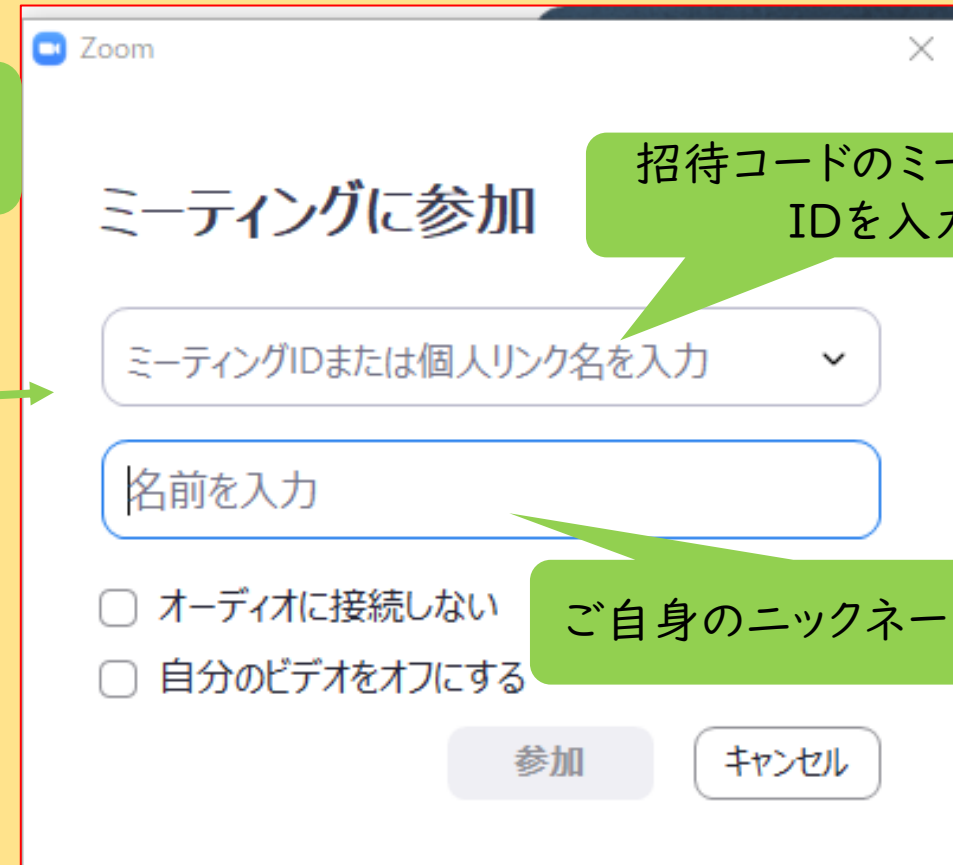 Zoom
招待コードのミー
IDを入
ミーティングに参加
ミーティングIDまたは個人リンク名を入力
名前を入力
オーディオに接続しない
ご自身のニックネー
自分のビデオをオフにする
参加
キャンセル